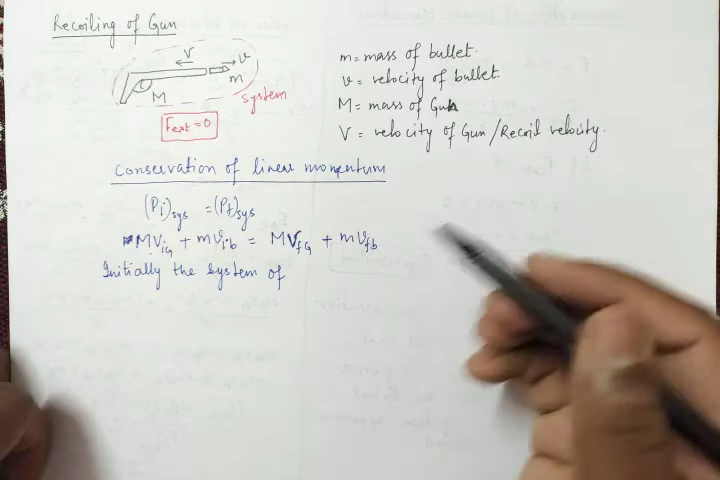 Recoiling of Gun
V
v
m
M
system
Fext = 0
m = mass of bullet.
v = velocity of bullet.
M = mass of Gun
V = velocity of Gun / Recoil velocity.
Conservation of linear momentum
(Pi)sys = (Pf)sys
MViG + mvib = MVfG + mvfb
Initially the system of